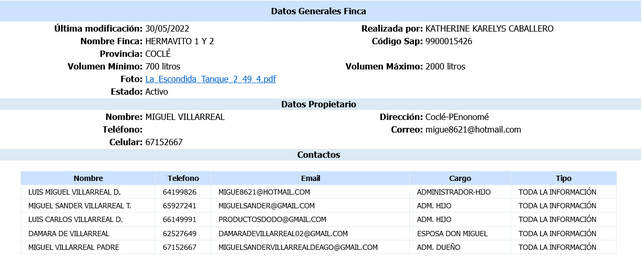 Datos Generales Finca
Última modificación: 30/05/2022 Realizada por: KATHERINE KARELYS CABALLERO
Nombre Finca: HERMAVITO 1 Y 2 Código Sap: 9900015426
Provincia: COCLÉ
Volumen Mínimo: 700 litros Volumen Máximo: 2000 litros
Foto: La_Escondida_Tanque_2_49_4.pdf
Estado: Activo
Datos Propietario
Nombre: MIGUEL VILLARREAL Dirección: Coclé-PEnonomé
Teléfono: Correo: migue8621@hotmail.com
Celular: 67152667
Contactos
Nombre Telefono Email Cargo Tipo
LUIS MIGUEL VILLARREAL D. 64199826 MIGUE8621@HOTMAIL.COM ADMINISTRADOR-HIJO TODA LA INFORMACIÓN
MIGUEL SANDER VILLARREAL T. 65927241 MIGUELSANDER@GMAIL.COM ADM. HIJO TODA LA INFORMACIÓN
LUIS CARLOS VILLARREAL D. 66149991 PRODUCTOSDODO@GMAIL.COM ADM. HIJO TODA LA INFORMACIÓN
DAMARA DE VILLARREAL 62527649 DAMARADEVILLARREAL02@GMAIL.COM ESPOSA DON MIGUEL TODA LA INFORMACIÓN
MIGUEL VILLARREAL PADRE 67152667 MIGUELSANDERVILLARREALDEAGO@GMAIL.COM ADM. DUEÑO TODA LA INFORMACIÓN